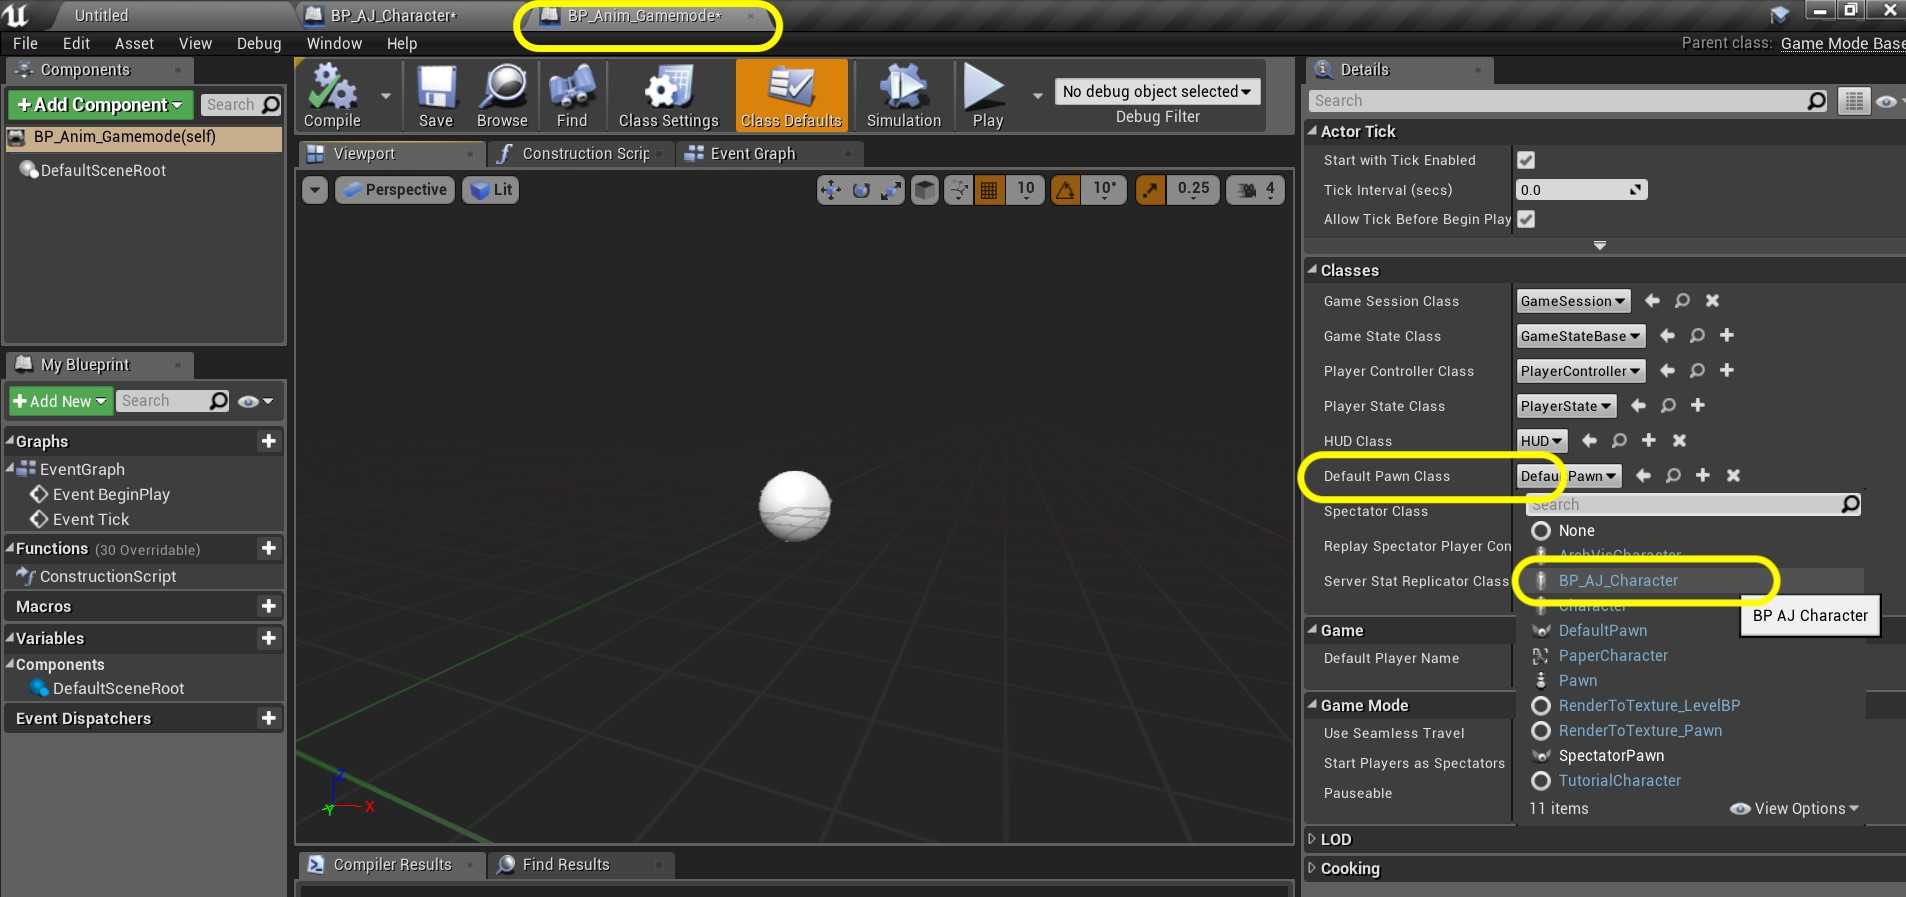 Untitled
BP_AJ_Character*
BP_Anim_Gamemode*
File Edit Asset View Debug Window Help
Parent class: Game Mode Base
Components
+Add Component
Search
BP_Anim_Gamemode(self)
DefaultSceneRoot
My Blueprint
+Add New
Search
Graphs
EventGraph
Event BeginPlay
Event Tick
Functions (30 Overridable)
ConstructionScript
Macros
Variables
Components
DefaultSceneRoot
Event Dispatchers
Compile
Save
Browse
Find
Class Settings
Class Defaults
Simulation
Play
No debug object selected
Debug Filter
Viewport
Construction Scrip
Event Graph
Perspective
Lit
10
10°
0.25
4
Z
Y
X
Compiler Results
Find Results
Details
Search
Actor Tick
Start with Tick Enabled
Tick Interval (secs) 0.0
Allow Tick Before Begin Play
Classes
Game Session Class GameSession
Game State Class GameStateBase
Player Controller Class PlayerController
Player State Class PlayerState
HUD Class HUD
Default Pawn Class DefaultPawn
Spectator Class
Replay Spectator Player Con
Server Stat Replicator Class
Search
None
ArchVisCharacter
BP_AJ_Character
Character
BP AJ Character
DefaultPawn
PaperCharacter
Pawn
RenderToTexture_LevelBP
RenderToTexture_Pawn
SpectatorPawn
TutorialCharacter
11 items
View Options
Game
Default Player Name
Game Mode
Use Seamless Travel
Start Players as Spectators
Pauseable
LOD
Cooking